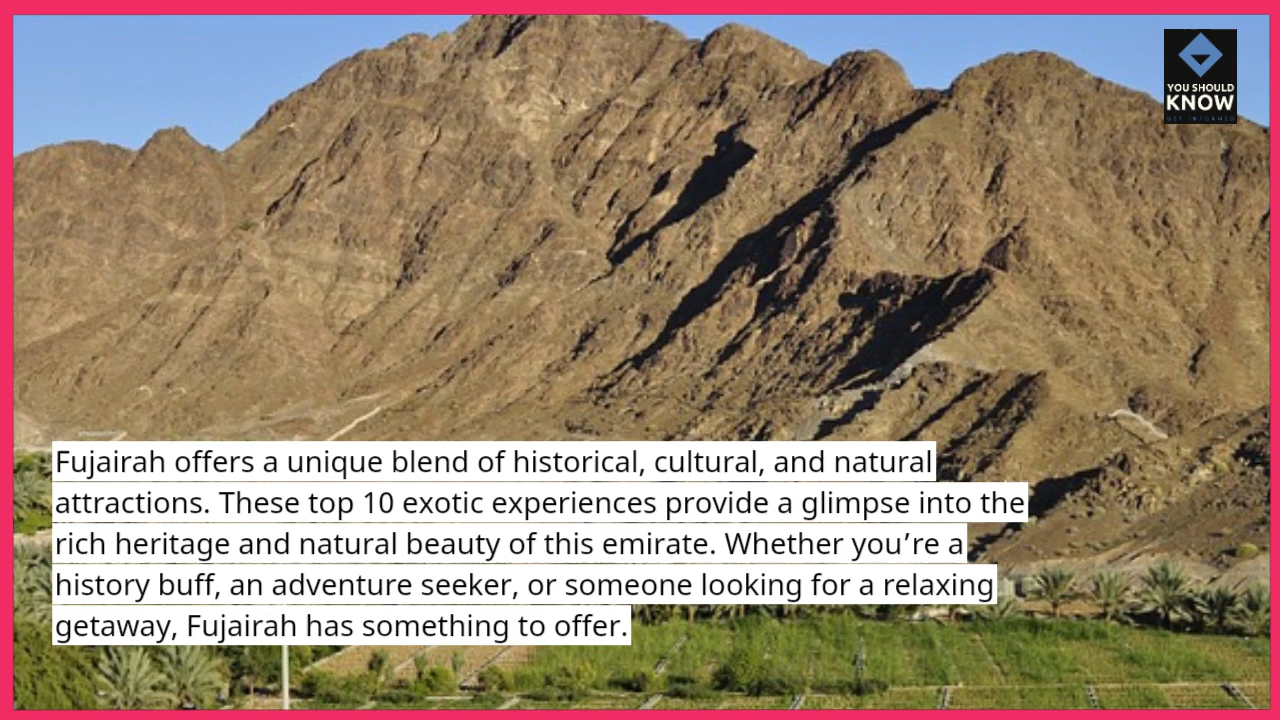 YOU SHOULD
KNOW
GET INFORMED
Fujairah offers a unique blend of historical, cultural, and natural
attractions. These top 10 exotic experiences provide a glimpse into the
rich heritage and natural beauty of this emirate. Whether you’re a
history buff, an adventure seeker, or someone looking for a relaxing
getaway, Fujairah has something to offer.